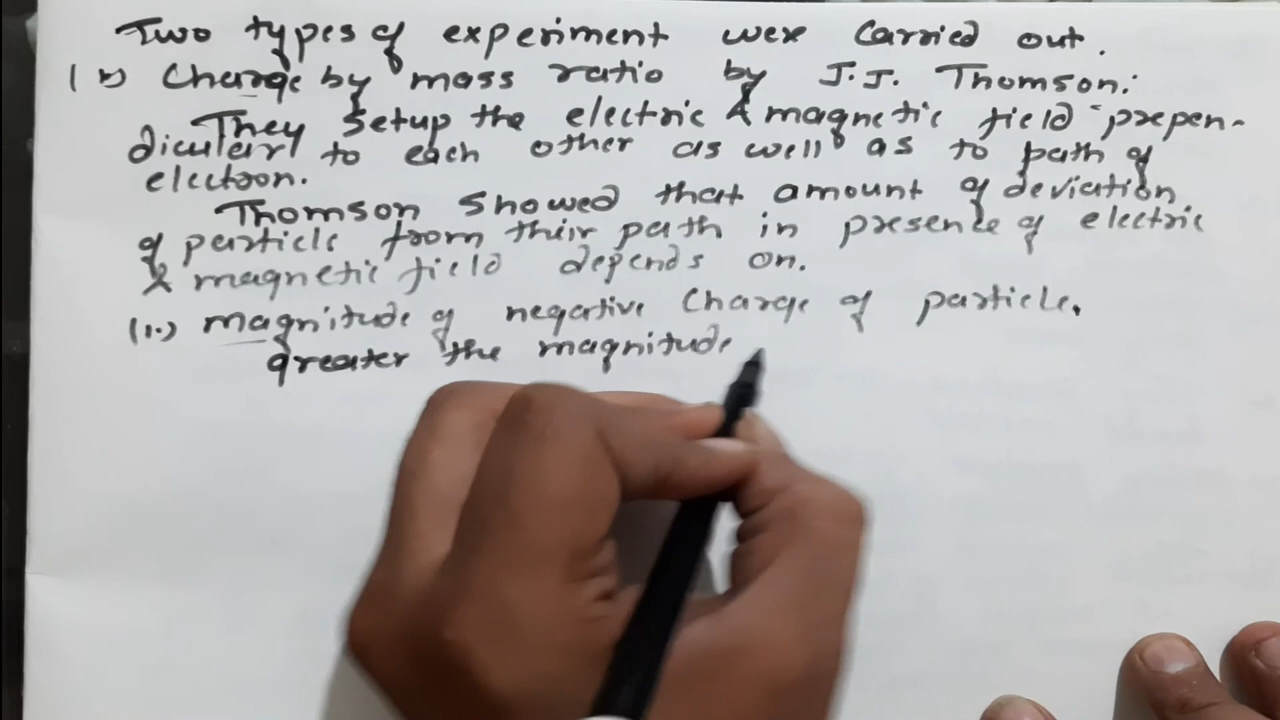 Two types of experiment were carried out.
(1) Charge by mass ratio by J.J. Thomson:
They setup the electric & magnetic field prepen-
dicular to each other as well as to path of
electron.
Thomson showed that amount of deviation
of particle from their path in presence of electric
& magnetic field depends on.
(1.) magnitude of negative charge of particle.
greater the magnitude